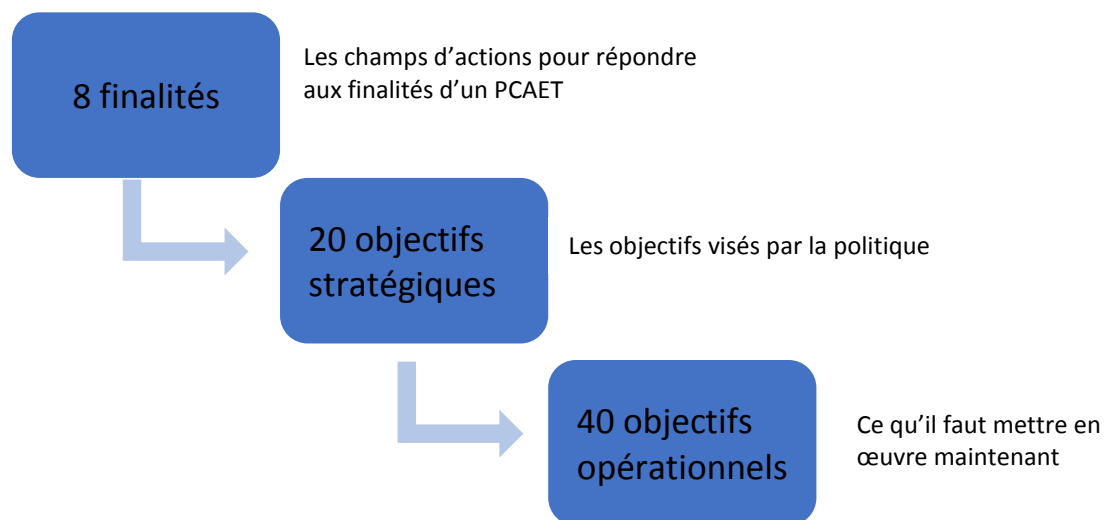 8 finalités
Les champs d’actions pour répondre
aux finalités d’un PCAET
20 objectifs
stratégiques
Les objectifs visés par la politique
40 objectifs
opérationnels
Ce qu’il faut mettre en
œuvre maintenant